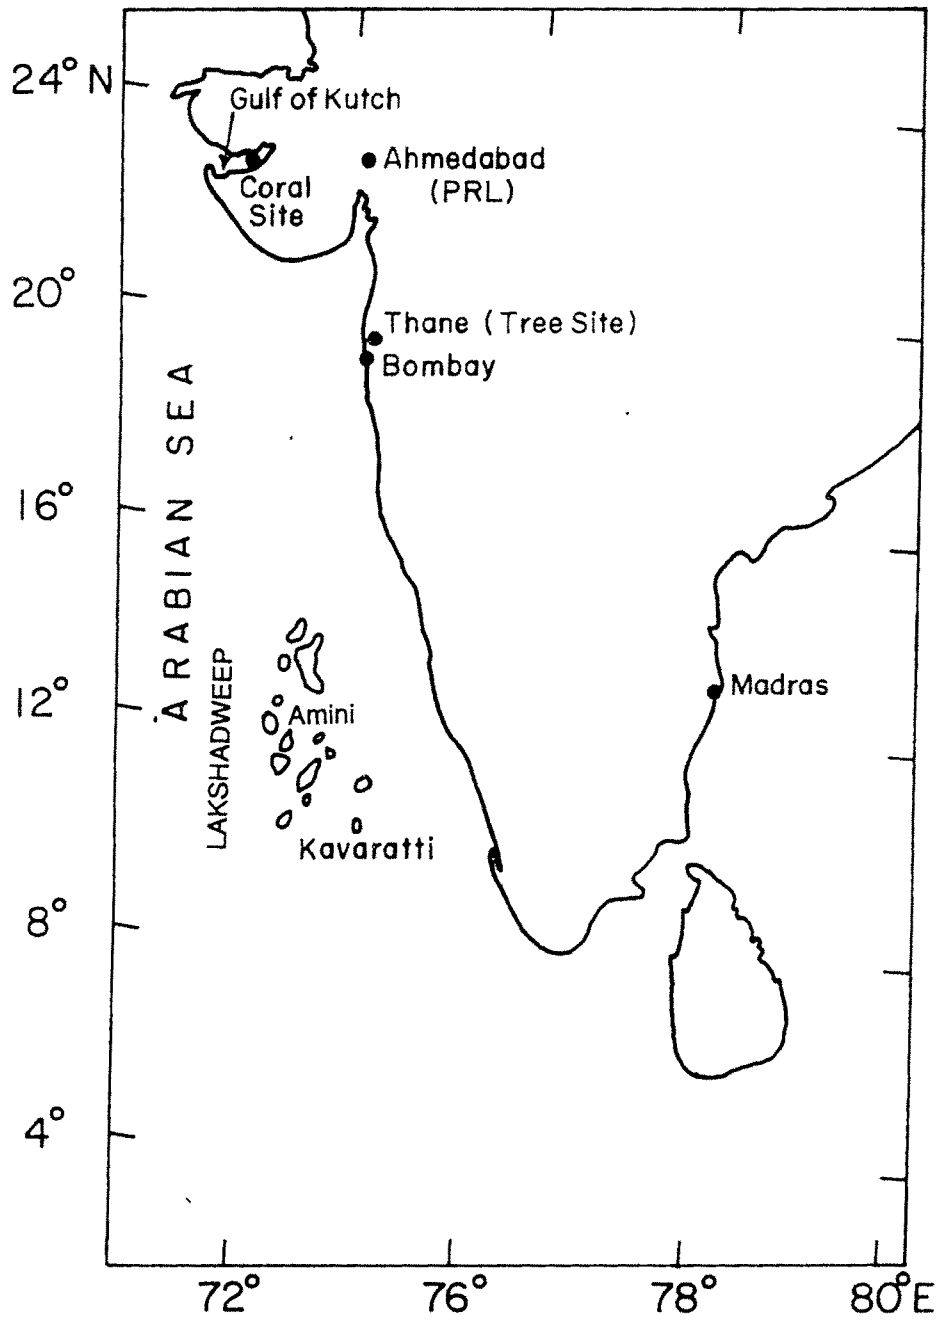 24° N
Gulf of Kutch
Ahmedabad
(PRL)
Coral
Site
20°
Thane (Tree Site)
Bombay
ARABIAN SEA
16°
LAKSHADWEEP
12°
Madras
Amini
Kavaratti
8°
4°
72°
76°
78°
80°E